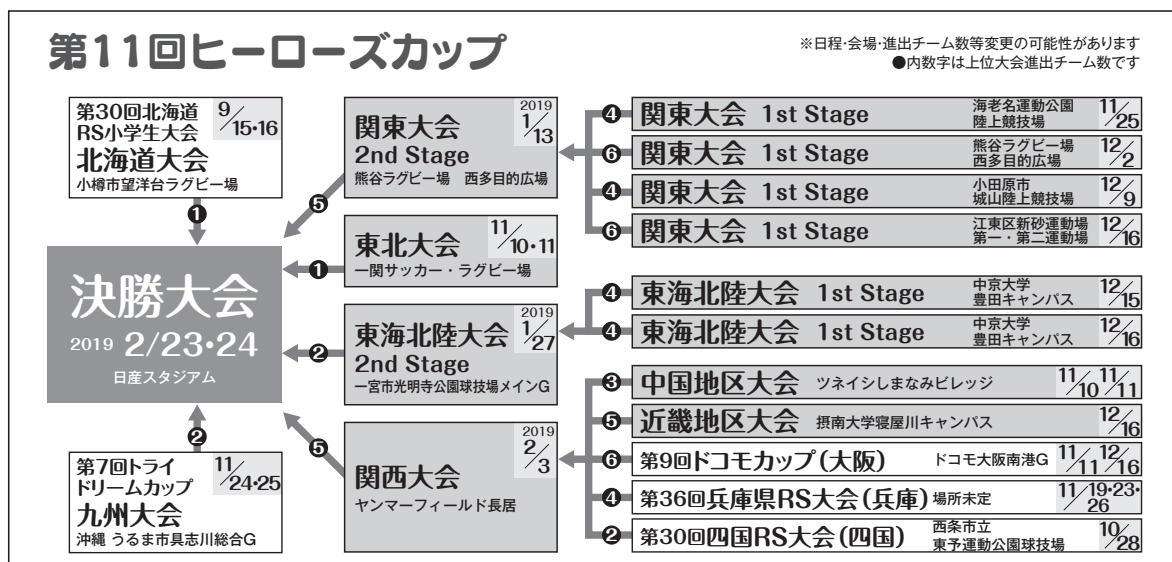 第11回ヒーローズカップ
※日程・会場・進出チーム数等変更の可能性があります
●内数字は上位大会進出チーム数です
第30回北海道
RS小学生大会
9/15・16
北海道大会
小樽市望洋台ラグビー場
❶
決勝大会
2019 2/23・24
日産スタジアム
❷
第7回トライ
ドリームカップ
11/24・25
九州大会
沖縄 うるま市具志川総合G
関東大会
2019 1/13
2nd Stage
熊谷ラグビー場 西多目的広場
❺
東北大会
11/10・11
一関サッカー・ラグビー場
❶
東海北陸大会
2019 1/27
2nd Stage
一宮市光明寺公園球技場メインG
❷
関西大会
2019 2/3
ヤンマーフィールド長居
❺
❹ 関東大会 1st Stage 海老名運動公園 11/25
陸上競技場
❻ 関東大会 1st Stage 熊谷ラグビー場 12/2
西多目的広場
❹ 関東大会 1st Stage 小田原市 12/9
城山陸上競技場
❻ 関東大会 1st Stage 江東区新砂運動場 12/16
第一・第二運動場
❹ 東海北陸大会 1st Stage 中京大学 12/15
豊田キャンパス
❹ 東海北陸大会 1st Stage 中京大学 12/16
豊田キャンパス
❸ 中国地区大会 ツネイシしまなみビレッジ 11/10 11/11
❺ 近畿地区大会 摂南大学寝屋川キャンパス 12/16
❻ 第9回ドコモカップ(大阪) ドコモ大阪南港G 11/11 12/16
❹ 第36回兵庫県RS大会(兵庫) 場所未定 11/19・23・26
❷ 第30回四国RS大会(四国) 西条市立 10/28
東予運動公園球技場